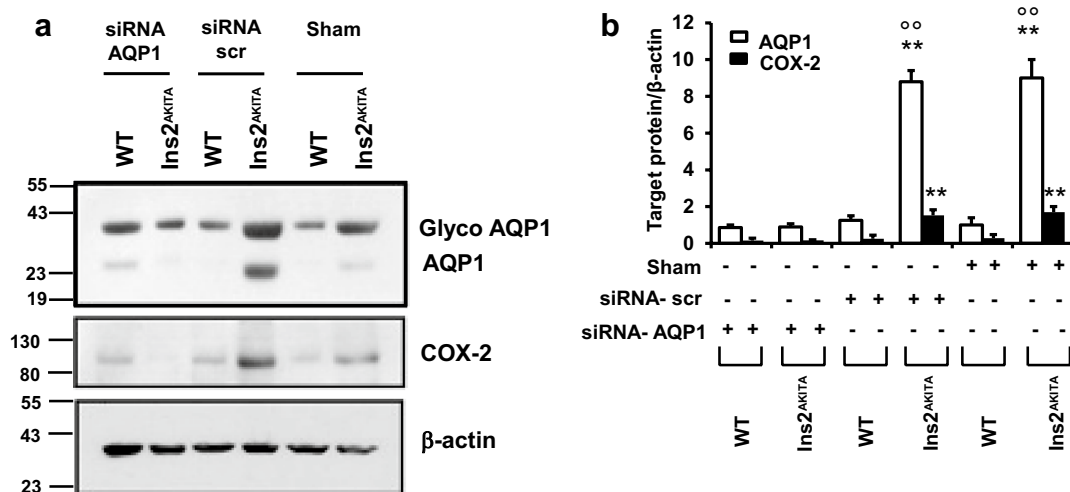 a
siRNA AQP1
siRNA scr
Sham
WT
Ins2AKITA
WT
Ins2AKITA
WT
Ins2AKITA
55
43
23
19
Glyco AQP1
AQP1
130
80
COX-2
55
43
23
β-actin
b
Target protein/β-actin
12
10
8
6
4
2
0
AQP1
COX-2
°° °°
** **
** **
Sham - - - - - - - - + + + +
siRNA- scr - - - - + + + + - - - -
siRNA- AQP1 + + + + - - - - - - - -
WT
Ins2AKITA
WT
Ins2AKITA
WT
Ins2AKITA